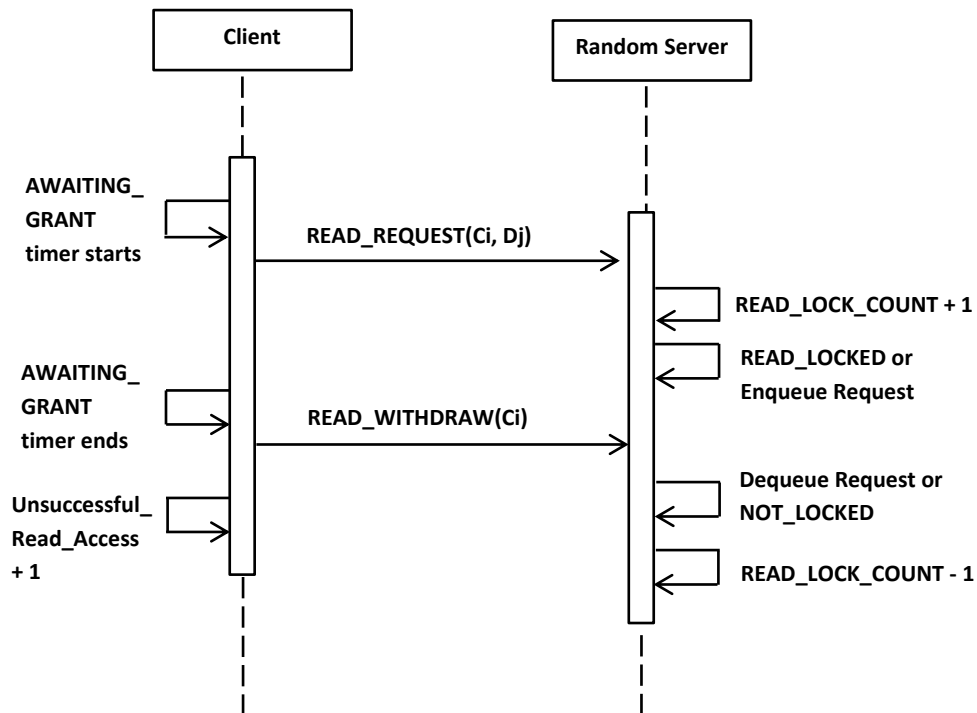 Client
Random Server
AWAITING_
GRANT
timer starts
READ_REQUEST(Ci, Dj)
READ_LOCK_COUNT + 1
READ_LOCKED or
Enqueue Request
AWAITING_
GRANT
timer ends
READ_WITHDRAW(Ci)
Dequeue Request or
NOT_LOCKED
Unsuccessful_
Read_Access
+ 1
READ_LOCK_COUNT - 1